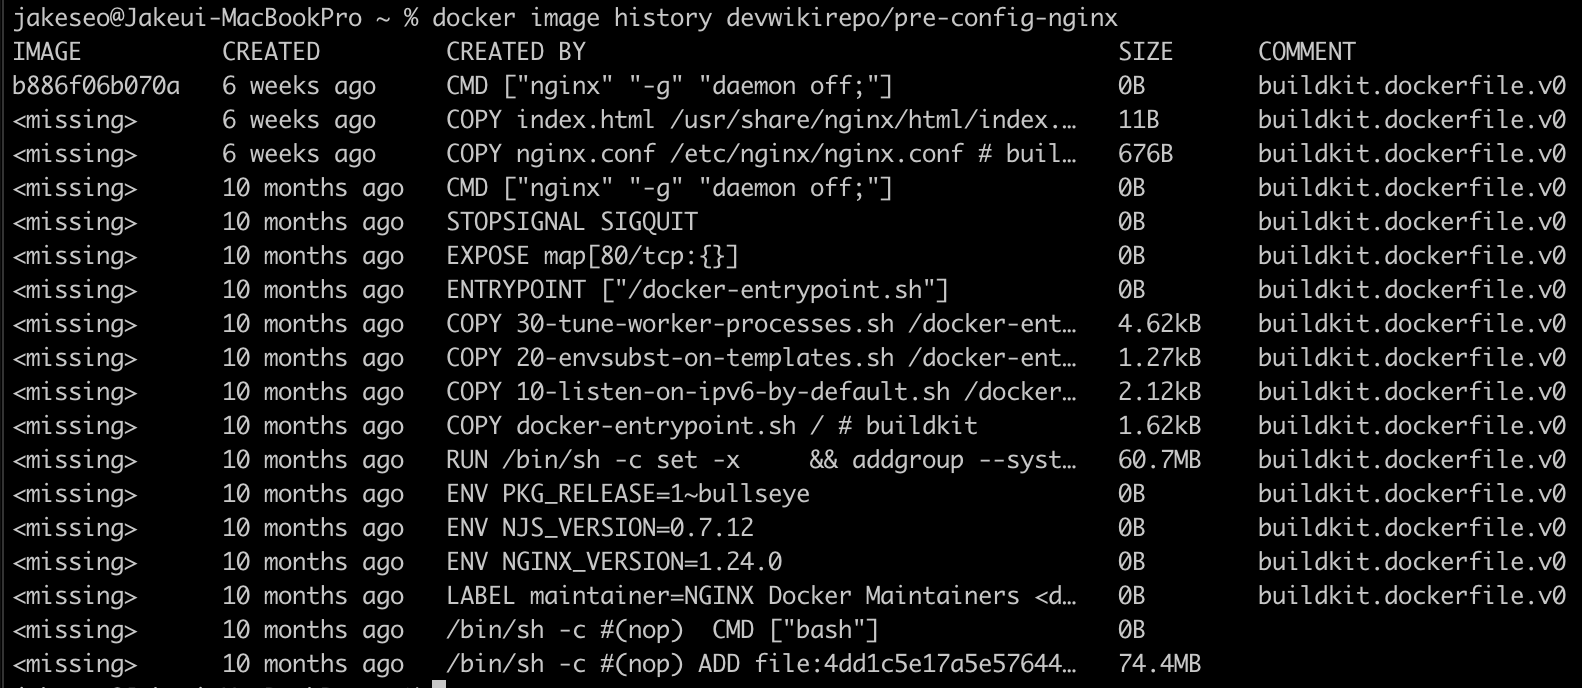 jakeseo@Jakeui-MacBookPro ~ % docker image history devwikirepo/pre-config-nginx
IMAGE CREATED CREATED BY SIZE COMMENT
b886f06b070a 6 weeks ago CMD ["nginx" "-g" "daemon off;"] 0B buildkit.dockerfile.v0
<missing> 6 weeks ago COPY index.html /usr/share/nginx/html/index.… 11B buildkit.dockerfile.v0
<missing> 6 weeks ago COPY nginx.conf /etc/nginx/nginx.conf # buil… 676B buildkit.dockerfile.v0
<missing> 10 months ago CMD ["nginx" "-g" "daemon off;"] 0B buildkit.dockerfile.v0
<missing> 10 months ago STOPSIGNAL SIGQUIT 0B buildkit.dockerfile.v0
<missing> 10 months ago EXPOSE map[80/tcp:{}] 0B buildkit.dockerfile.v0
<missing> 10 months ago ENTRYPOINT ["/docker-entrypoint.sh"] 0B buildkit.dockerfile.v0
<missing> 10 months ago COPY 30-tune-worker-processes.sh /docker-ent… 4.62kB buildkit.dockerfile.v0
<missing> 10 months ago COPY 20-envsubst-on-templates.sh /docker-ent… 1.27kB buildkit.dockerfile.v0
<missing> 10 months ago COPY 10-listen-on-ipv6-by-default.sh /docker… 2.12kB buildkit.dockerfile.v0
<missing> 10 months ago COPY docker-entrypoint.sh / # buildkit 1.62kB buildkit.dockerfile.v0
<missing> 10 months ago RUN /bin/sh -c set -x     && addgroup --syst… 60.7MB buildkit.dockerfile.v0
<missing> 10 months ago ENV PKG_RELEASE=1~bullseye 0B buildkit.dockerfile.v0
<missing> 10 months ago ENV NJS_VERSION=0.7.12 0B buildkit.dockerfile.v0
<missing> 10 months ago ENV NGINX_VERSION=1.24.0 0B buildkit.dockerfile.v0
<missing> 10 months ago LABEL maintainer=NGINX Docker Maintainers <d… 0B buildkit.dockerfile.v0
<missing> 10 months ago /bin/sh -c #(nop)  CMD ["bash"] 0B
<missing> 10 months ago /bin/sh -c #(nop) ADD file:4dd1c5e17a5e57644… 74.4MB